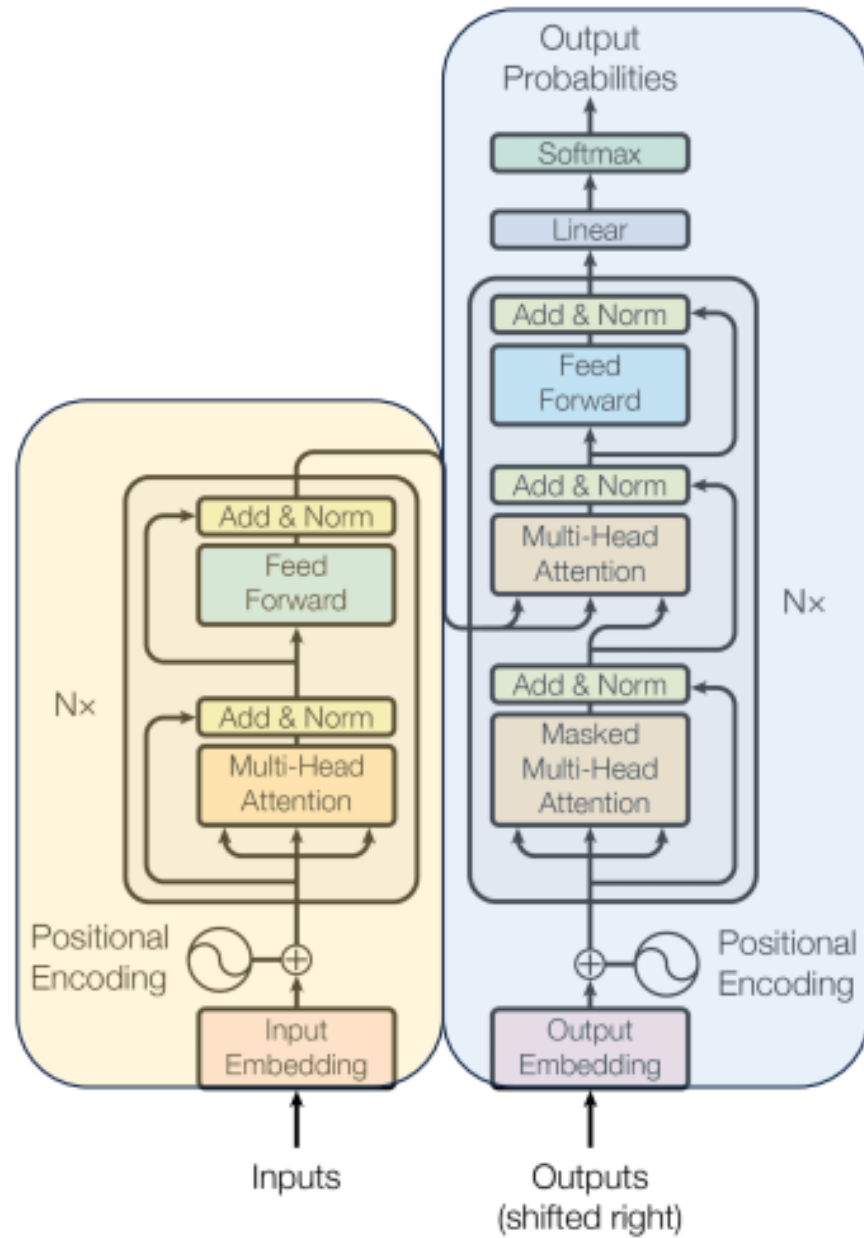 Output
Probabilities
Softmax
Linear
Add & Norm
Feed
Forward
Add & Norm
Multi-Head
Attention
Nx
Add & Norm
Masked
Multi-Head
Attention
Positional
Encoding
Output
Embedding
Outputs
(shifted right)
Add & Norm
Feed
Forward
Nx
Add & Norm
Multi-Head
Attention
Positional
Encoding
Input
Embedding
Inputs